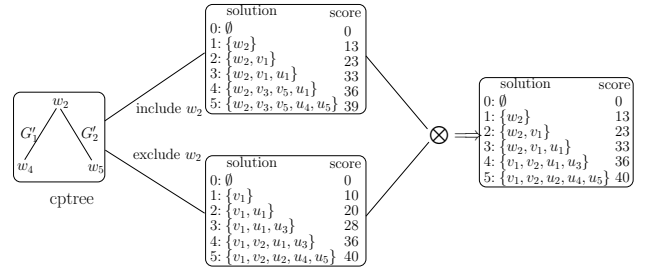 w₂
G′₁ G′₂
w₄ w₅
cptree
include w₂
exclude w₂
solution score
0: ∅ 0
1: {w₂} 13
2: {w₂, v₁} 23
3: {w₂, v₁, u₁} 33
4: {w₂, v₃, v₅, u₁} 36
5: {w₂, v₃, v₅, u₄, u₅} 39
solution score
0: ∅ 0
1: {v₁} 10
2: {v₁, u₁} 20
3: {v₁, u₁, u₃} 28
4: {v₁, v₂, u₁, u₃} 36
5: {v₁, v₂, u₂, u₄, u₅} 40
⊗ ⟹
solution score
0: ∅ 0
1: {w₂} 13
2: {w₂, v₁} 23
3: {w₂, v₁, u₁} 33
4: {v₁, v₂, u₁, u₃} 36
5: {v₁, v₂, u₂, u₄, u₅} 40